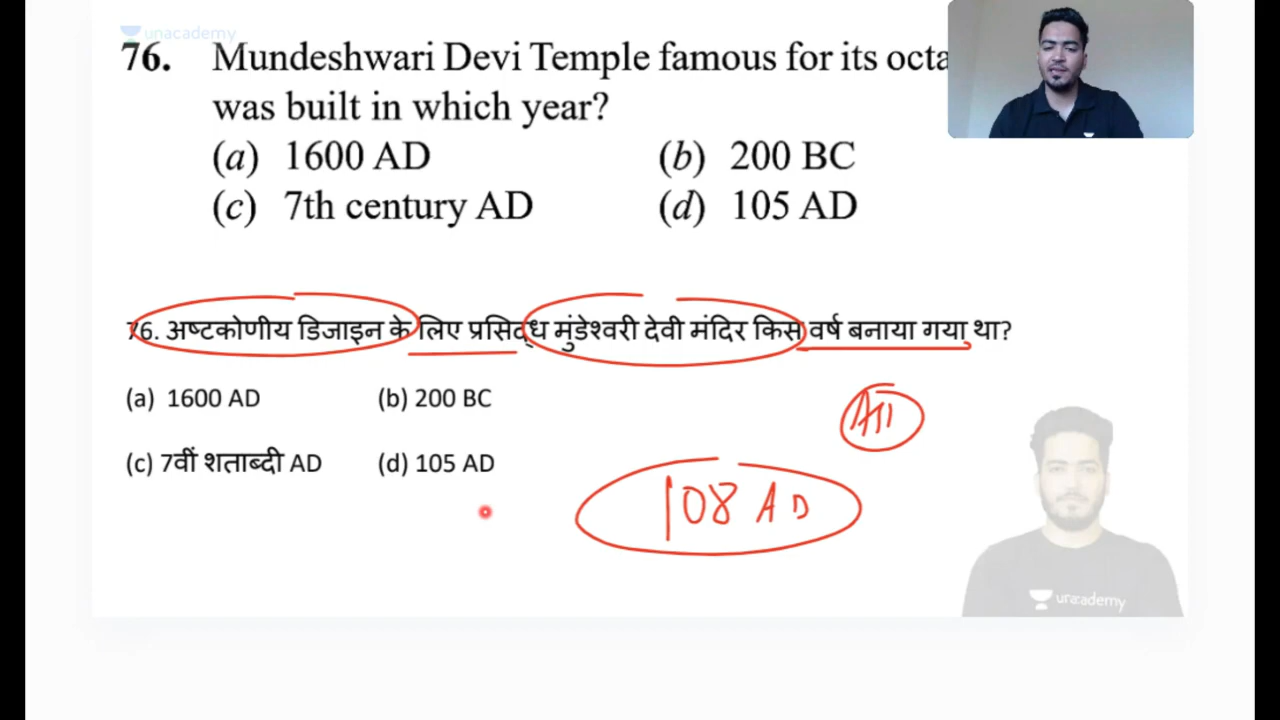 unacademy
76. Mundeshwari Devi Temple famous for its octa
was built in which year?
(a) 1600 AD (b) 200 BC
(c) 7th century AD (d) 105 AD
76. अष्टकोणीय डिजाइन के लिए प्रसिद्ध मुंडेश्वरी देवी मंदिर किस वर्ष बनाया गया था?
(a) 1600 AD (b) 200 BC
(c) 7वीं शताब्दी AD (d) 105 AD
108 AD
unacademy